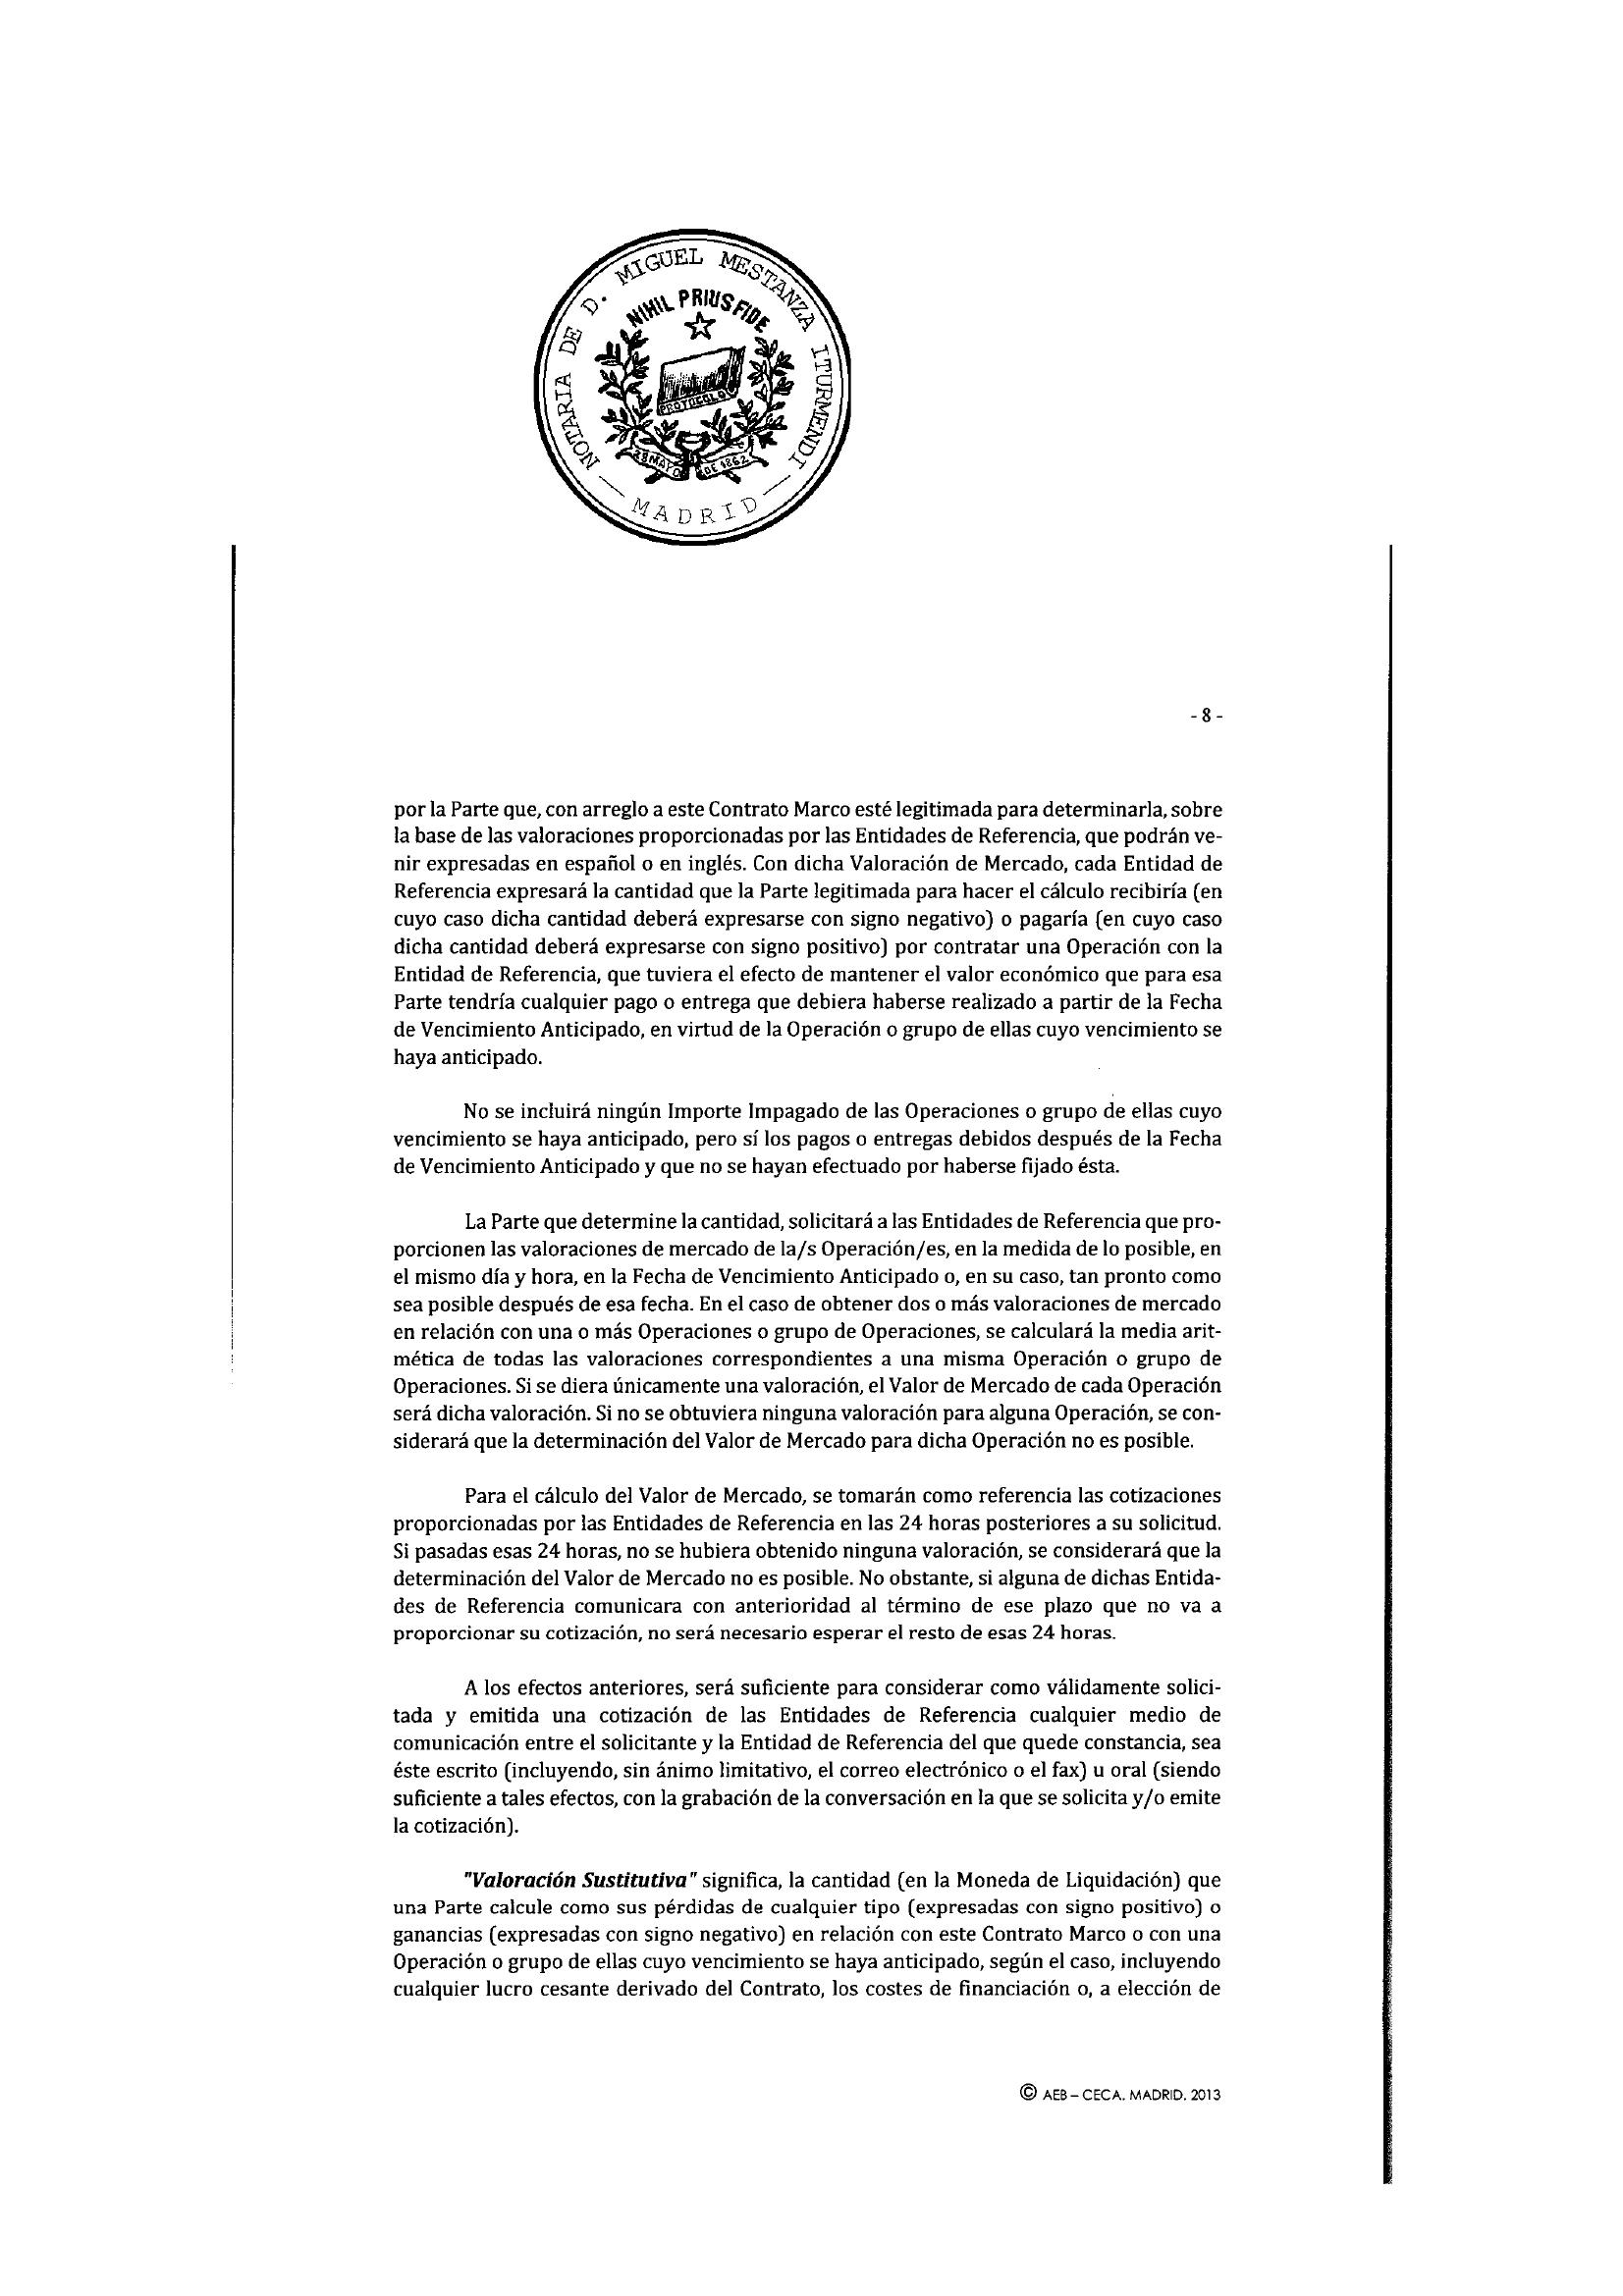 NOTARIA DE D. MIGUEL MESTANZA ITURMENDI
NIHIL PRIUS FIDE
PROTOCOLO
28 MAYO DE 1862
— MADRID —
- 8 -
por la Parte que, con arreglo a este Contrato Marco esté legitimada para determinarla, sobre
la base de las valoraciones proporcionadas por las Entidades de Referencia, que podrán ve-
nir expresadas en español o en inglés. Con dicha Valoración de Mercado, cada Entidad de
Referencia expresará la cantidad que la Parte legitimada para hacer el cálculo recibiría (en
cuyo caso dicha cantidad deberá expresarse con signo negativo) o pagaría (en cuyo caso
dicha cantidad deberá expresarse con signo positivo) por contratar una Operación con la
Entidad de Referencia, que tuviera el efecto de mantener el valor económico que para esa
Parte tendría cualquier pago o entrega que debiera haberse realizado a partir de la Fecha
de Vencimiento Anticipado, en virtud de la Operación o grupo de ellas cuyo vencimiento se
haya anticipado.
No se incluirá ningún Importe Impagado de las Operaciones o grupo de ellas cuyo
vencimiento se haya anticipado, pero sí los pagos o entregas debidos después de la Fecha
de Vencimiento Anticipado y que no se hayan efectuado por haberse fijado ésta.
La Parte que determine la cantidad, solicitará a las Entidades de Referencia que pro-
porcionen las valoraciones de mercado de la/s Operación/es, en la medida de lo posible, en
el mismo día y hora, en la Fecha de Vencimiento Anticipado o, en su caso, tan pronto como
sea posible después de esa fecha. En el caso de obtener dos o más valoraciones de mercado
en relación con una o más Operaciones o grupo de Operaciones, se calculará la media arit-
mética de todas las valoraciones correspondientes a una misma Operación o grupo de
Operaciones. Si se diera únicamente una valoración, el Valor de Mercado de cada Operación
será dicha valoración. Si no se obtuviera ninguna valoración para alguna Operación, se con-
siderará que la determinación del Valor de Mercado para dicha Operación no es posible.
Para el cálculo del Valor de Mercado, se tomarán como referencia las cotizaciones
proporcionadas por las Entidades de Referencia en las 24 horas posteriores a su solicitud.
Si pasadas esas 24 horas, no se hubiera obtenido ninguna valoración, se considerará que la
determinación del Valor de Mercado no es posible. No obstante, si alguna de dichas Entida-
des de Referencia comunicara con anterioridad al término de ese plazo que no va a
proporcionar su cotización, no será necesario esperar el resto de esas 24 horas.
A los efectos anteriores, será suficiente para considerar como válidamente solici-
tada y emitida una cotización de las Entidades de Referencia cualquier medio de
comunicación entre el solicitante y la Entidad de Referencia del que quede constancia, sea
éste escrito (incluyendo, sin ánimo limitativo, el correo electrónico o el fax) u oral (siendo
suficiente a tales efectos, con la grabación de la conversación en la que se solicita y/o emite
la cotización).
"Valoración Sustitutiva" significa, la cantidad (en la Moneda de Liquidación) que
una Parte calcule como sus pérdidas de cualquier tipo (expresadas con signo positivo) o
ganancias (expresadas con signo negativo) en relación con este Contrato Marco o con una
Operación o grupo de ellas cuyo vencimiento se haya anticipado, según el caso, incluyendo
cualquier lucro cesante derivado del Contrato, los costes de financiación o, a elección de
© AEB – CECA. MADRID. 2013